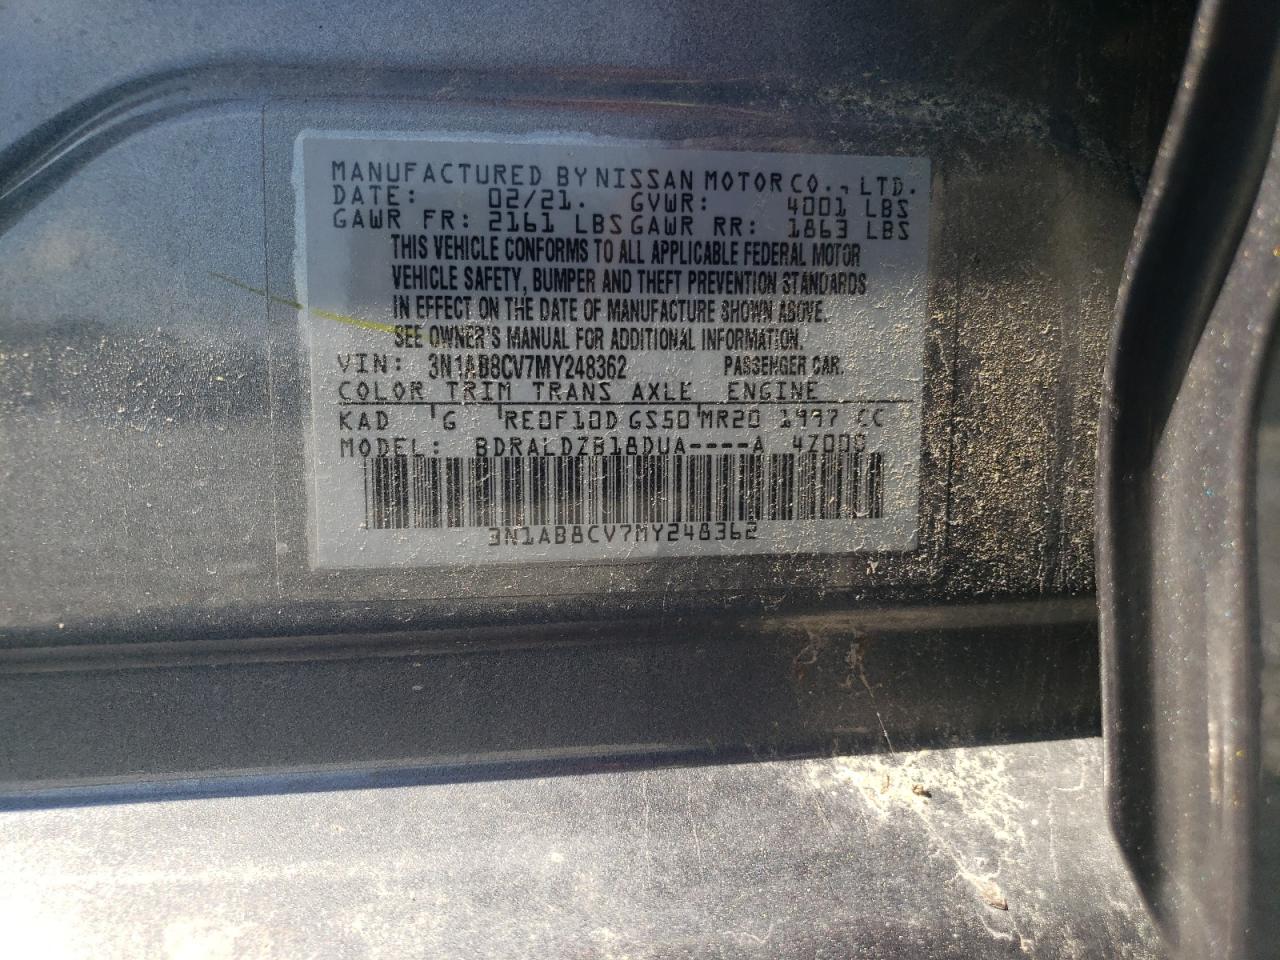 MANUFACTURED BY NISSAN MOTOR CO., LTD.
DATE: 02/21. GVWR: 4001 LBS
GAWR FR: 2161 LBS GAWR RR: 1863 LBS
THIS VEHICLE CONFORMS TO ALL APPLICABLE FEDERAL MOTOR
VEHICLE SAFETY, BUMPER AND THEFT PREVENTION STANDARDS
IN EFFECT ON THE DATE OF MANUFACTURE SHOWN ABOVE.
SEE OWNER'S MANUAL FOR ADDITIONAL INFORMATION.
VIN: 3N1AB8CV7MY248362 PASSENGER CAR.
COLOR TRIM TRANS AXLE ENGINE
KAD 'G 'RE0F10D GS50'MR20 1997 CC
MODEL: BDRALDZB18DUA----A 4Z000
3N1AB8CV7MY248362